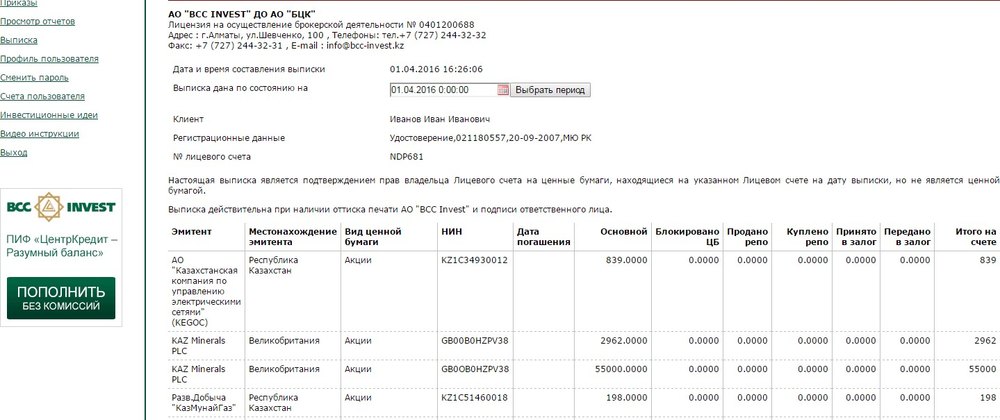 Приказы
Просмотр отчетов
Выписка
Профиль пользователя
Сменить пароль
Счета пользователя
Инвестиционные идеи
Видео инструкции
Выход
BCC INVEST
ПИФ «ЦентрКредит –
Разумный баланс»
ПОПОЛНИТЬ
БЕЗ КОМИССИЙ
АО "BCC INVEST" ДО АО "БЦК"
Лицензия на осуществление брокерской деятельности № 0401200688
Адрес : г.Алматы, ул.Шевченко, 100 , Телефоны: тел.+7 (727) 244-32-32
Факс: +7 (727) 244-32-31 , E-mail : info@bcc-invest.kz
Дата и время составления выписки 01.04.2016 16:26:06
Выписка дана по состоянию на 01.04.2016 0:00:00 Выбрать период
Клиент Иванов Иван Иванович
Регистрационные данные Удостоверение,021180557,20-09-2007,МЮ РК
№ лицевого счета NDP681
Настоящая выписка является подтверждением прав владельца Лицевого счета на ценные бумаги, находящиеся на указанном Лицевом счете на дату выписки, но не является ценной
бумагой.
Выписка действительна при наличии оттиска печати АО "BCC Invest" и подписи ответственного лица.
Эмитент Местонахождение Вид ценной НИН Дата Основной Блокировано Продано Куплено Принято Передано Итого на
эмитента бумаги погашения ЦБ репо репо в залог в залог счете
АО Республика Акции KZ1C34930012 839.0000 0.0000 0.0000 0.0000 0.0000 0.0000 839
"Казахстанская Казахстан
компания по
управлению
электрическими
сетями"
(KEGOC)
KAZ Minerals Великобритания Акции GB00B0HZPV38 2962.0000 0.0000 0.0000 0.0000 0.0000 0.0000 2962
PLC
KAZ Minerals Великобритания Акции GB0OB0HZPV38 55000.0000 0.0000 0.0000 0.0000 0.0000 0.0000 55000
PLC
Разв.Добыча Республика Акции KZ1C51460018 198.0000 0.0000 0.0000 0.0000 0.0000 0.0000 198
"КазМунайГаз" Казахстан